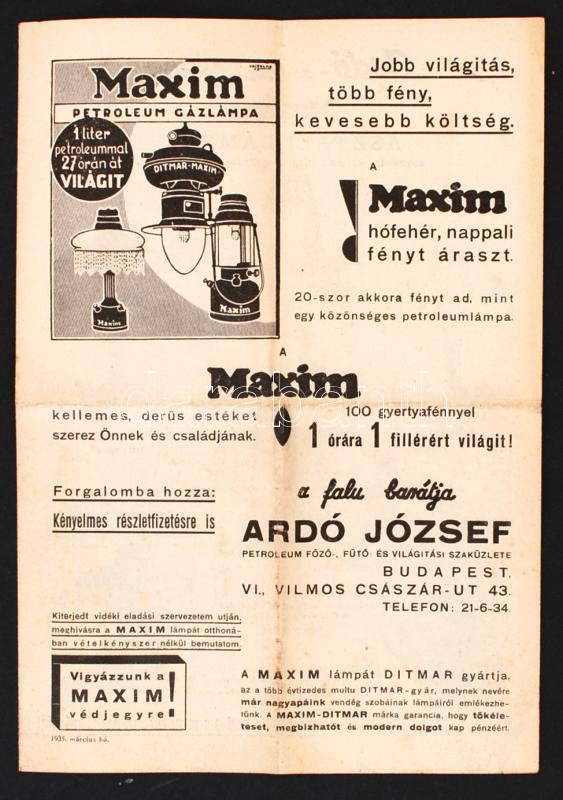 Maxim
PETROLEUM GÁZLÁMPA
1 liter
petroleummal
27 órán át
VILÁGIT
DITMAR-MAXIM
Maxim
Maxim
Jobb világitás,
több fény,
kevesebb költség.
A
Maxim
hófehér, nappali
fényt áraszt.
20-szor akkora fényt ad, mint
egy közönséges petroleumlámpa.
A
Maxim
kellemes, derüs estéket
szerez Önnek és családjának.
100 gyertyafénnyel
1 órára 1 fillérért világit!
darabanth
Forgalomba hozza:
Kényelmes részletfizetésre is
a falu barátja
ARDÓ JÓZSEF
PETROLEUM FŐZŐ-, FŰTŐ- ÉS VILÁGITÁSI SZAKÜZLETE
BUDAPEST,
VI., VILMOS CSÁSZÁR-UT 43.
TELEFON: 21-6-34.
Kiterjedt vidéki eladási szervezetem utján,
meghivásra a MAXIM lámpát otthoná-
ban vételkényszer nélkül bemutatom.
Vigyázzunk a
MAXIM !
védjegyre
1935. március hó.
A MAXIM lámpát DITMAR gyártja,
az a több évtizedes multu DITMAR-gyár, melynek nevére
már nagyapáink vendég szobáinak lámpáiról emlékezhe-
tünk. A MAXIM-DITMAR márka garancia, hogy tökéle-
teset, megbizhatót és modern dolgot kap pénzéért.